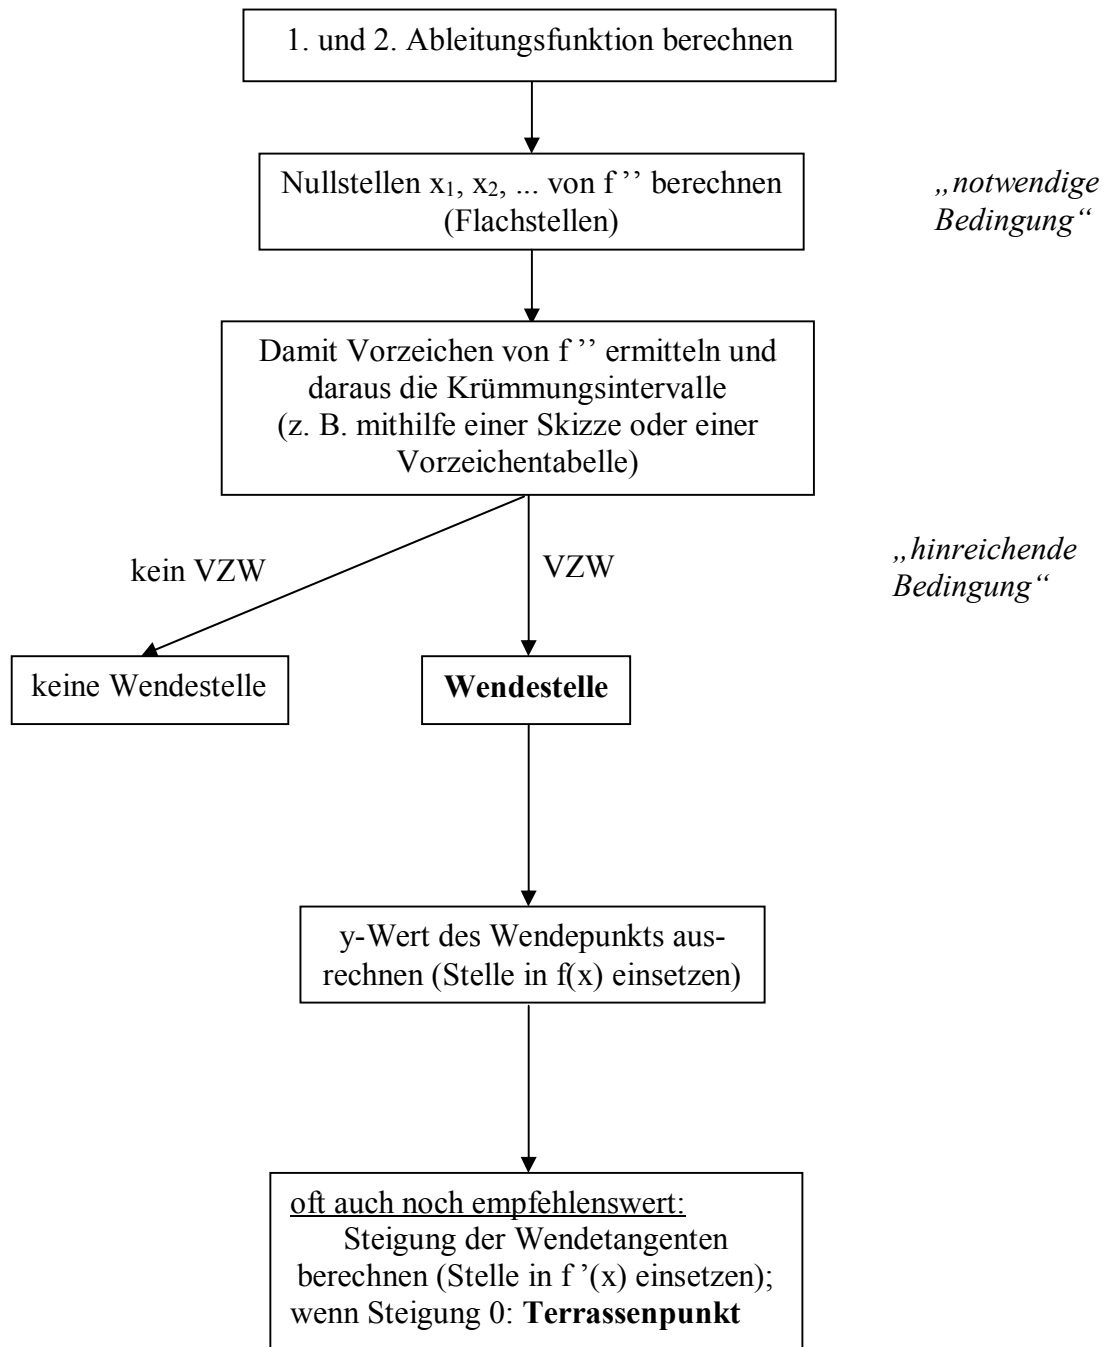 1. und 2. Ableitungsfunktion berechnen
Nullstellen x₁, x₂, ... von f ’’ berechnen
(Flachstellen)
„notwendige
Bedingung“
Damit Vorzeichen von f ’’ ermitteln und
daraus die Krümmungsintervalle
(z. B. mithilfe einer Skizze oder einer
Vorzeichentabelle)
kein VZW
VZW
„hinreichende
Bedingung“
keine Wendestelle
Wendestelle
y-Wert des Wendepunkts aus-
rechnen (Stelle in f(x) einsetzen)
oft auch noch empfehlenswert:
Steigung der Wendetangenten
berechnen (Stelle in f ’(x) einsetzen);
wenn Steigung 0: Terrassenpunkt